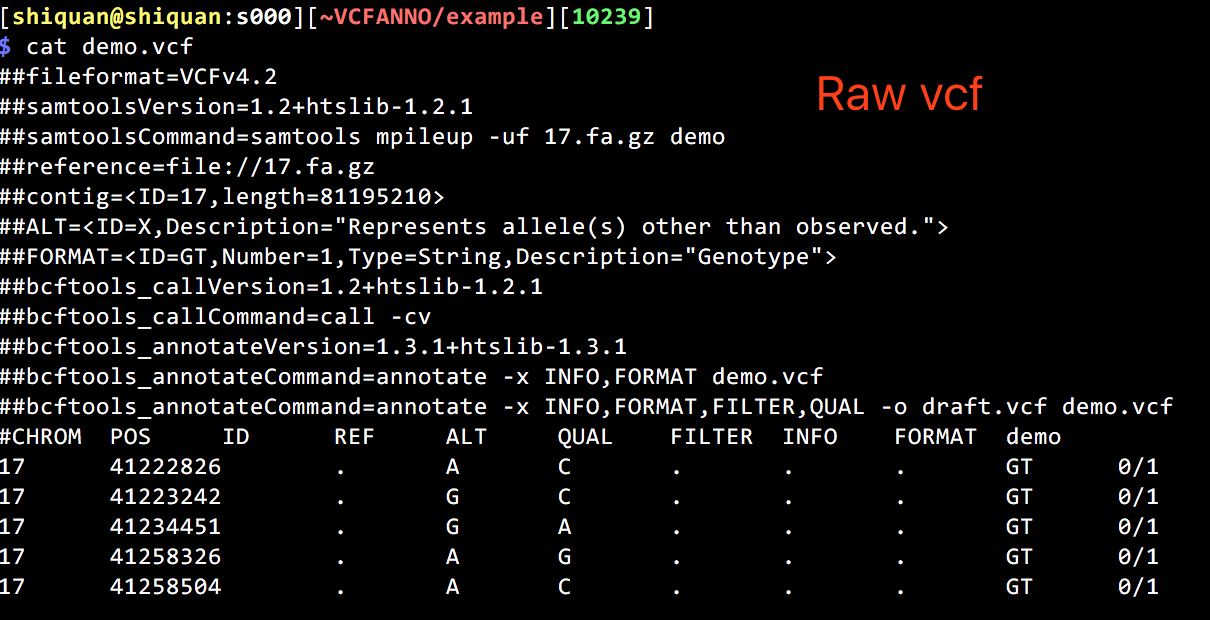 [shiquan@shiquan:s000][~VCFANNO/example][10239]
$ cat demo.vcf
##fileformat=VCFv4.2
Raw vcf
##samtoolsVersion=1.2+htslib-1.2.1
##samtoolsCommand=samtools mpileup -uf 17.fa.gz demo
##reference=file://17.fa.gz
##contig=<ID=17,length=81195210>
##ALT=<ID=X,Description="Represents allele(s) other than observed.">
##FORMAT=<ID=GT,Number=1,Type=String,Description="Genotype">
##bcftools_callVersion=1.2+htslib-1.2.1
##bcftools_callCommand=call -cv
##bcftools_annotateVersion=1.3.1+htslib-1.3.1
##bcftools_annotateCommand=annotate -x INFO,FORMAT demo.vcf
##bcftools_annotateCommand=annotate -x INFO,FORMAT,FILTER,QUAL -o draft.vcf demo.vcf
#CHROM POS ID REF ALT QUAL FILTER INFO FORMAT demo
17 41222826 . A C . . . GT 0/1
17 41223242 . G C . . . GT 0/1
17 41234451 . G A . . . GT 0/1
17 41258326 . A G . . . GT 0/1
17 41258504 . A C . . . GT 0/1